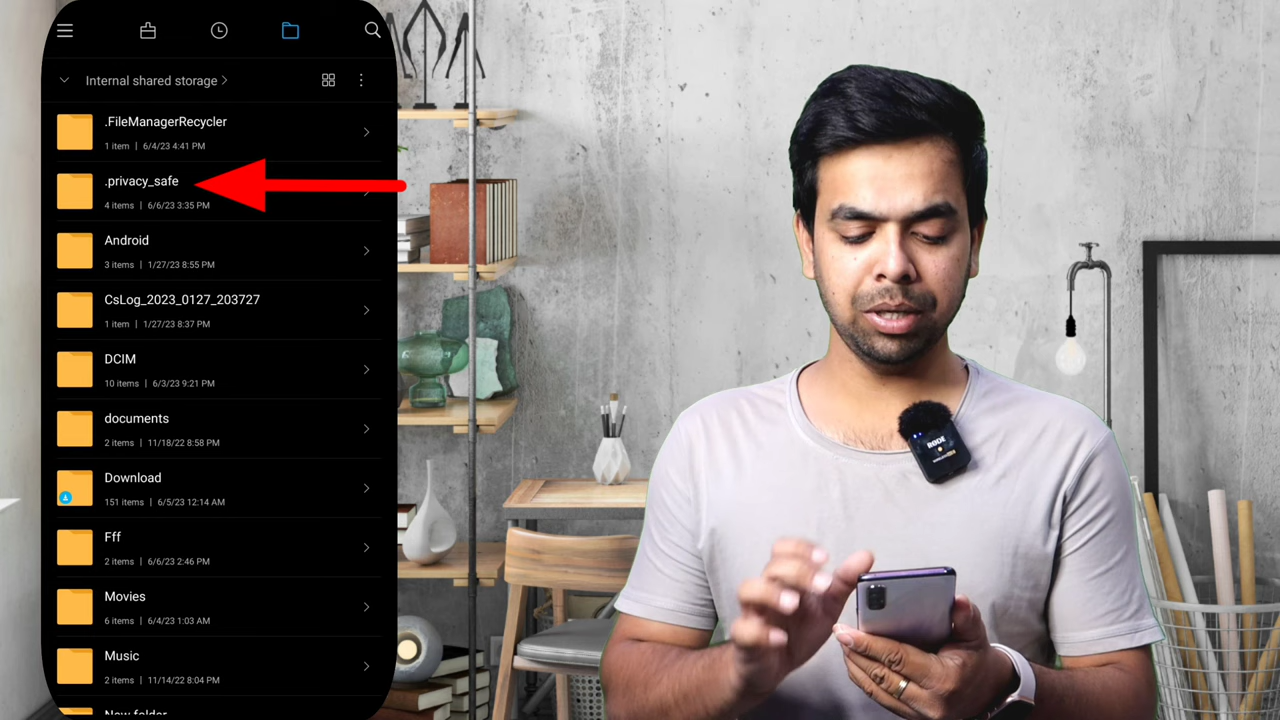 Internal shared storage
.FileManagerRecycler
1 item | 6/4/23 4:41 PM
.privacy_safe
4 items | 6/6/23 3:35 PM
Android
3 items | 1/27/23 8:55 PM
CsLog_2023_0127_203727
1 item | 1/27/23 8:37 PM
DCIM
10 items | 6/3/23 9:21 PM
documents
2 items | 11/18/22 8:58 PM
Download
151 items | 6/5/23 12:14 AM
Fff
2 items | 6/6/23 2:46 PM
Movies
6 items | 6/4/23 1:03 AM
Music
2 items | 11/14/22 8:04 PM
New folder
RODE